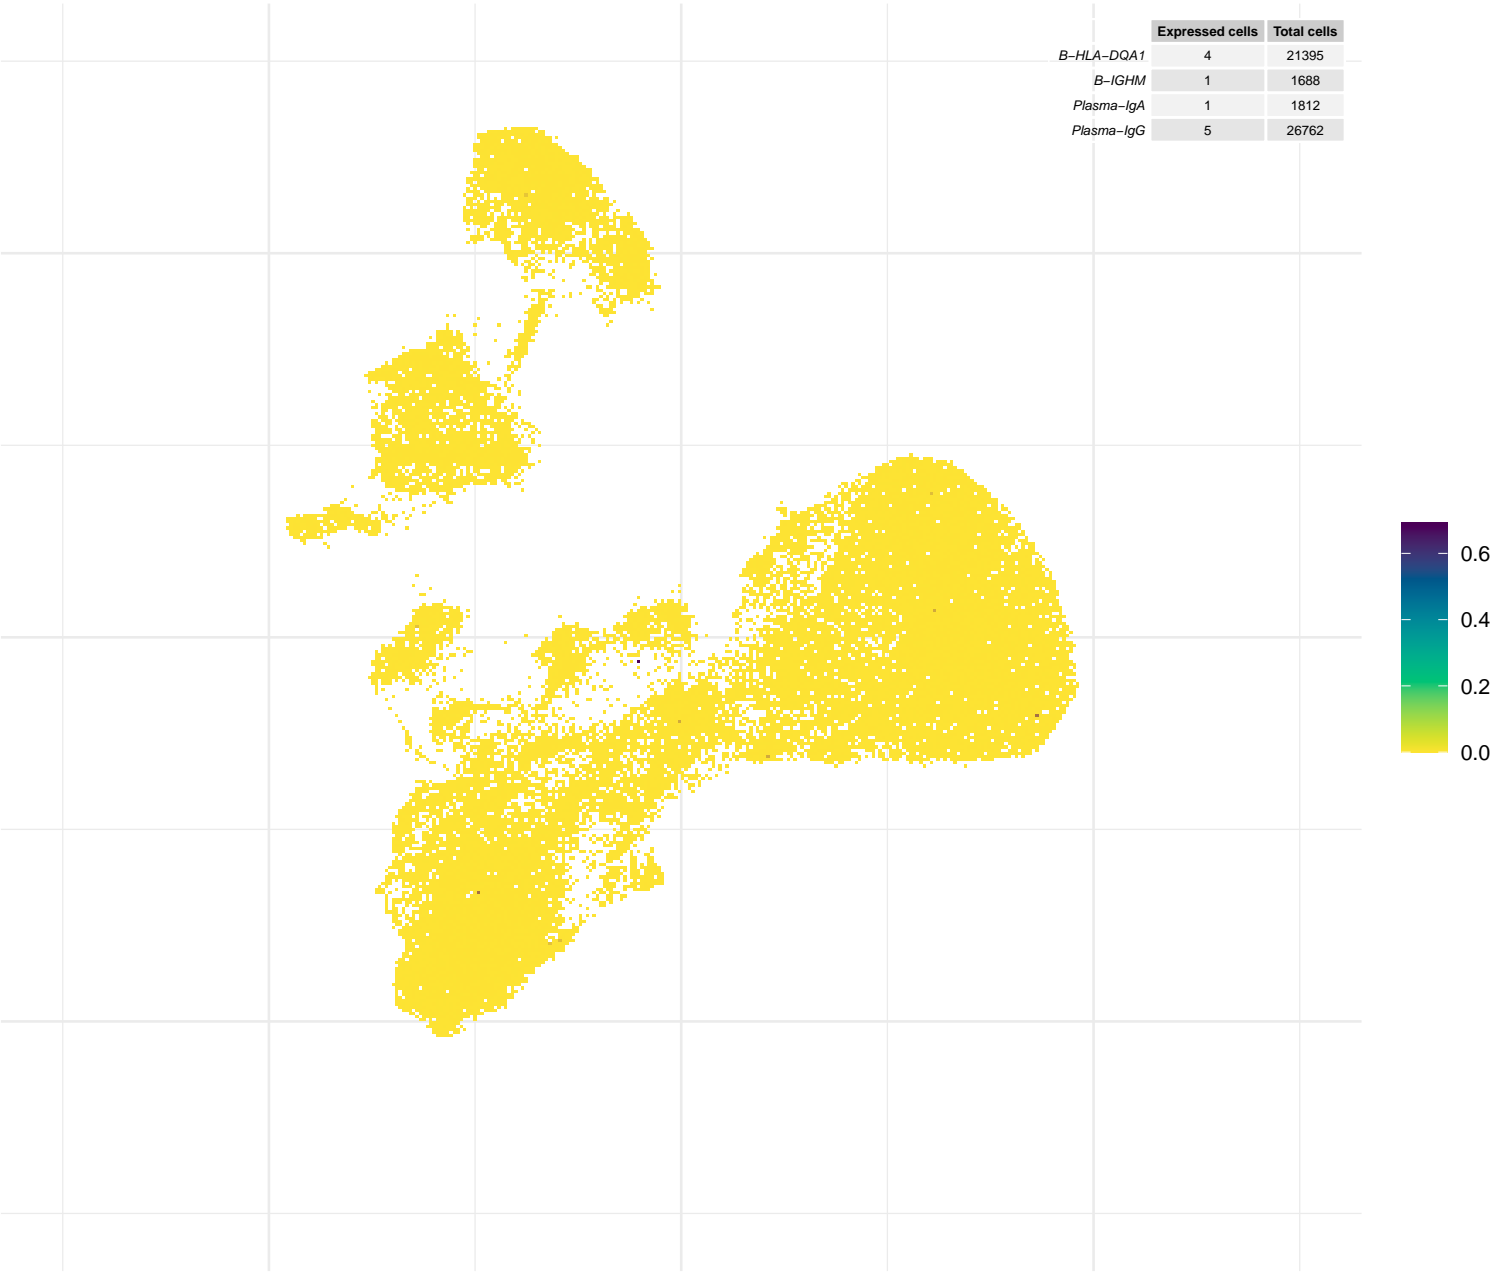 Expressed cells Total cells
B−HLA−DQA1 4 21395
B−IGHM 1 1688
Plasma−IgA 1 1812
Plasma−IgG 5 26762
0.6
0.4
0.2
0.0